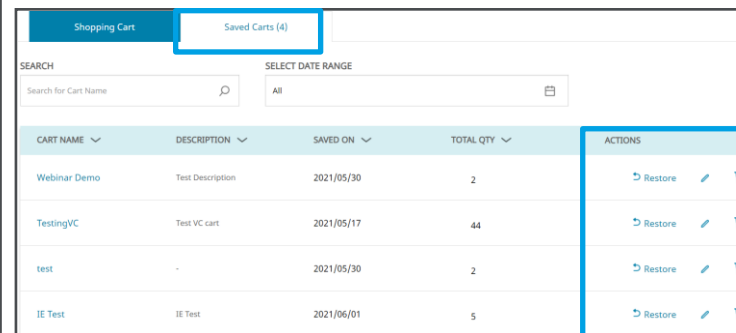 Shopping Cart Saved Carts (4)
SEARCH SELECT DATE RANGE
Search for Cart Name All
CART NAME DESCRIPTION SAVED ON TOTAL QTY ACTIONS
Webinar Demo Test Description 2021/05/30 2 Restore
TestingVC Test VC cart 2021/05/17 44 Restore
test - 2021/05/30 2 Restore
IE Test IE Test 2021/06/01 5 Restore